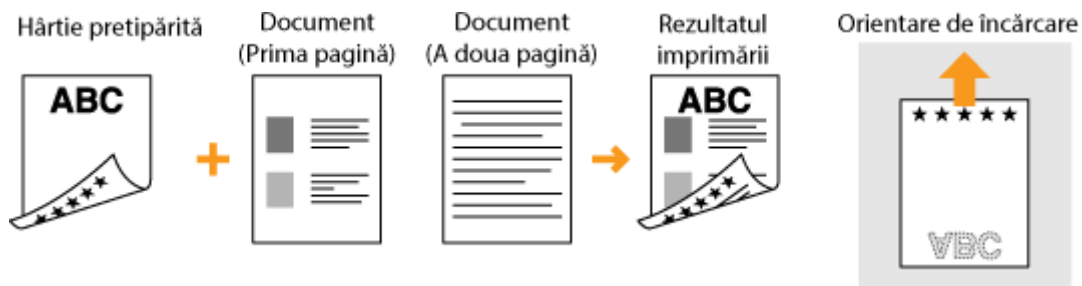 Hârtie pretipărită
Document
(Prima pagină)
Document
(A doua pagină)
Rezultatul
imprimării
Orientare de încărcare
ABC
ABC
ABC